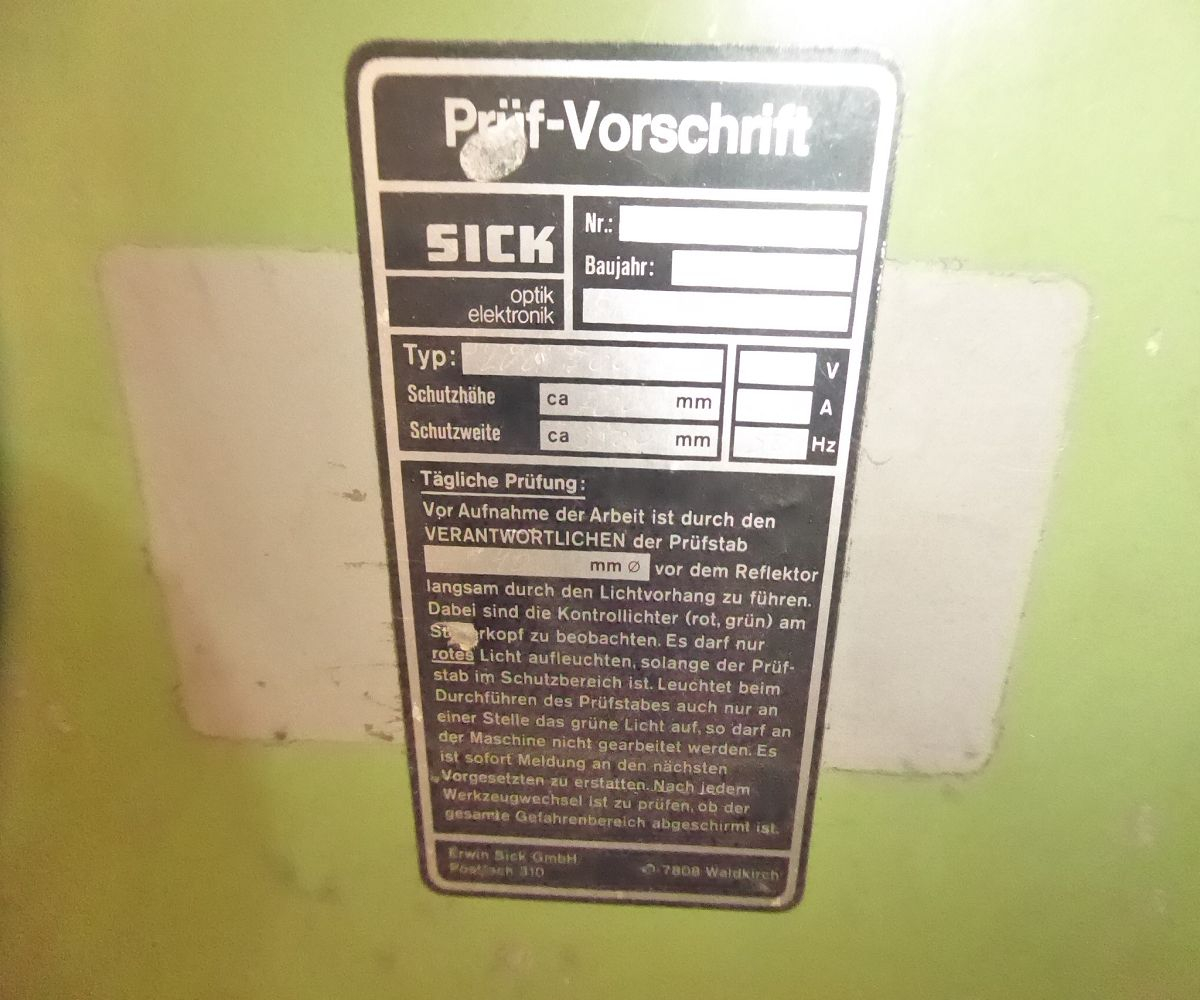 Prüf-Vorschrift
SICK
optik
elektronik
Nr.:
Baujahr:
Typ:
Schutzhöhe ca mm
Schutzweite ca mm
V
A
Hz
Tägliche Prüfung:
Vor Aufnahme der Arbeit ist durch den
VERANTWORTLICHEN der Prüfstab
mm ∅ vor dem Reflektor
langsam durch den Lichtvorhang zu führen.
Dabei sind die Kontrollichter (rot, grün) am
zu beobachten. Es darf nur
rotes Licht aufleuchten, solange der Prüf-
stab im Schutzbereich ist. Leuchtet beim
Durchführen des Prüfstabes auch nur an
einer Stelle das grüne Licht auf, so darf an
der Maschine nicht gearbeitet werden. Es
ist sofort Meldung an den nächsten
Vorgesetzten zu erstatten. Nach jedem
Werkzeugwechsel ist zu prüfen, ob der
gesamte Gefahrenbereich abgeschirmt ist.
Erwin Sick GmbH
Postfach 310
7808 Waldkirch